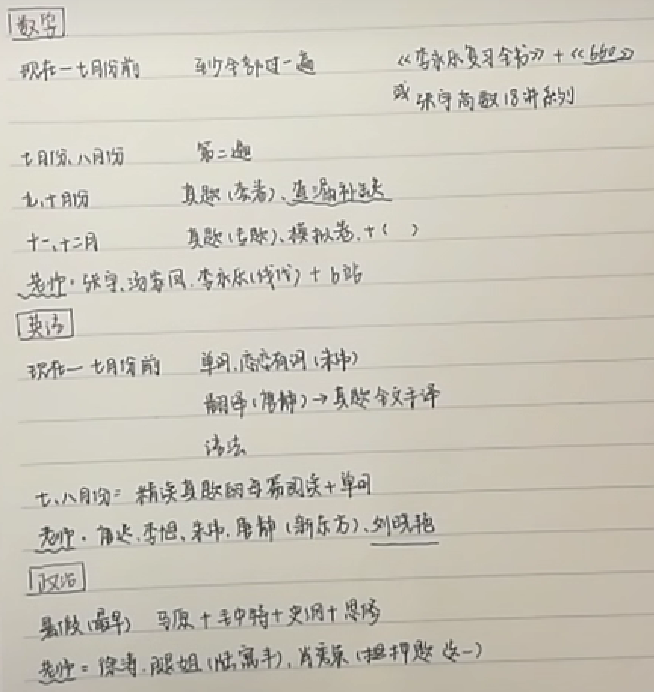 数学
现在一七月份前 至少全部过一遍 《李永乐复习全书》+《660》
或 张宇高数18讲系列
七月份、八月份 第二遍
九、十月份 真题(套卷)、查漏补缺
十一、十二月 真题(专题)、模拟卷、+( )
老师:张宇、汤家凤、李永乐(线代)+b站
英语
现在一七月份前 单词、恋恋有词(朱伟)
翻译(唐静)→真题全文手译
语法
七、八月份= 精读真题的每篇阅读+单词
老师:唐迟、李旭、朱伟、唐静(新东方)、刘晓艳
政治
暑假(最早) 马原+毛中特+史纲+思修
老师=徐涛、腿姐(陆寓丰)、肖秀荣(押题 选一)